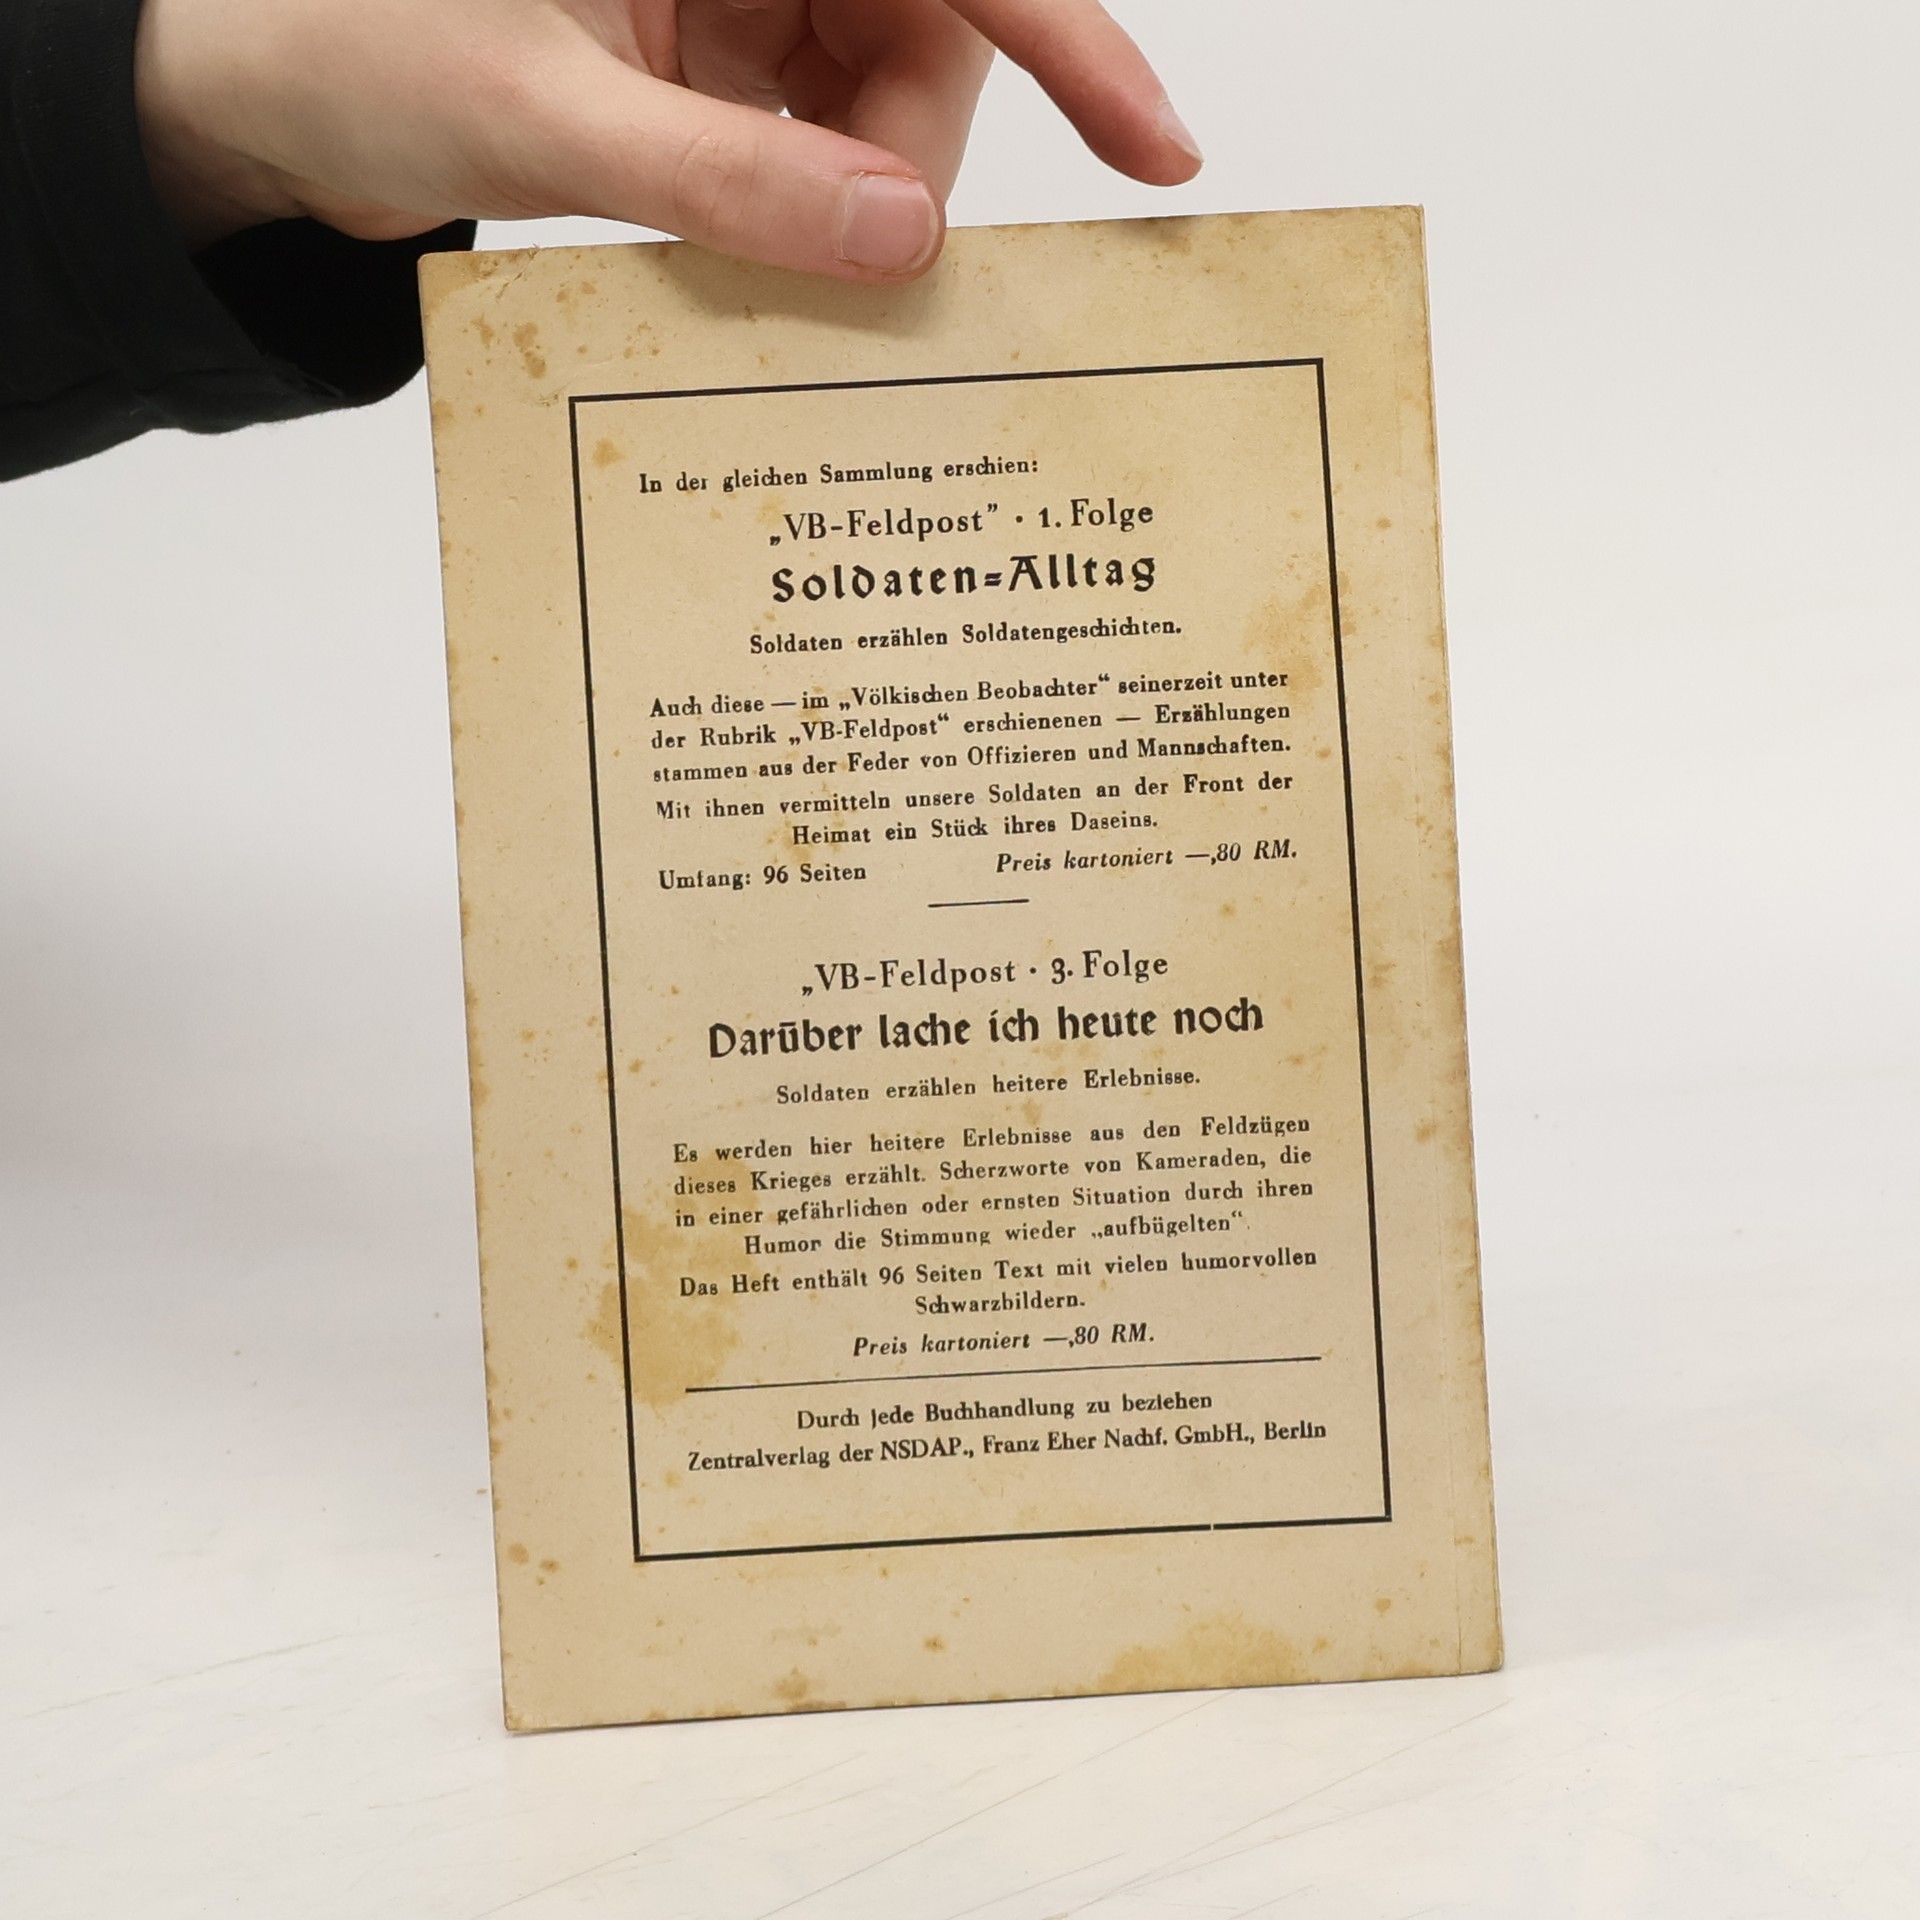 In der gleichen Sammlung erschien:
„VB-Feldpost” · 1. Folge
Soldaten=Alltag
Soldaten erzählen Soldatengeschichten.
Auch diese — im „Völkischen Beobachter“ seinerzeit unter
der Rubrik „VB-Feldpost“ erschienenen — Erzählungen
stammen aus der Feder von Offizieren und Mannschaften.
Mit ihnen vermitteln unsere Soldaten an der Front der
Heimat ein Stück ihres Daseins.
Umfang: 96 Seiten Preis kartoniert —,80 RM.
„VB-Feldpost · 3. Folge
Darüber lache ich heute noch
Soldaten erzählen heitere Erlebnisse.
Es werden hier heitere Erlebnisse aus den Feldzügen
dieses Krieges erzählt. Scherzworte von Kameraden, die
in einer gefährlichen oder ernsten Situation durch ihren
Humor die Stimmung wieder „aufbügelten“.
Das Heft enthält 96 Seiten Text mit vielen humorvollen
Schwarzbildern.
Preis kartoniert —,80 RM.
Durch jede Buchhandlung zu beziehen
Zentralverlag der NSDAP., Franz Eher Nachf. GmbH., Berlin